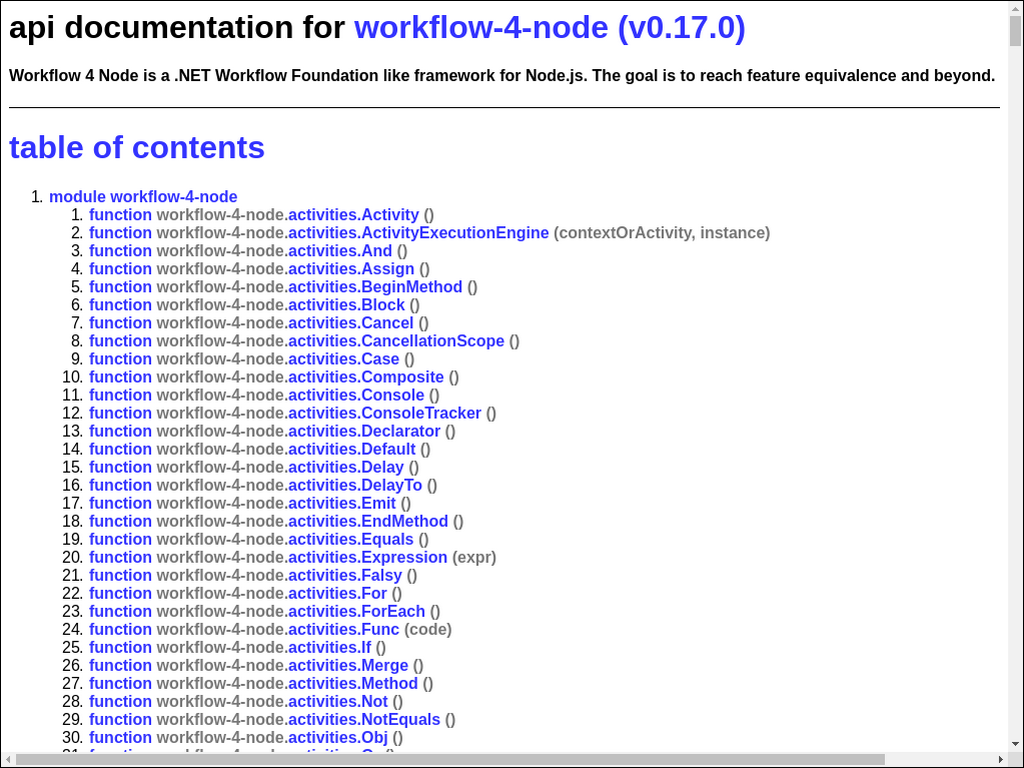 api documentation for workflow-4-node (v0.17.0)
Workflow 4 Node is a .NET Workflow Foundation like framework for Node.js. The goal is to reach feature equivalence and beyond.
table of contents
1. module workflow-4-node
1. function workflow-4-node.activities.Activity ()
2. function workflow-4-node.activities.ActivityExecutionEngine (contextOrActivity, instance)
3. function workflow-4-node.activities.And ()
4. function workflow-4-node.activities.Assign ()
5. function workflow-4-node.activities.BeginMethod ()
6. function workflow-4-node.activities.Block ()
7. function workflow-4-node.activities.Cancel ()
8. function workflow-4-node.activities.CancellationScope ()
9. function workflow-4-node.activities.Case ()
10. function workflow-4-node.activities.Composite ()
11. function workflow-4-node.activities.Console ()
12. function workflow-4-node.activities.ConsoleTracker ()
13. function workflow-4-node.activities.Declarator ()
14. function workflow-4-node.activities.Default ()
15. function workflow-4-node.activities.Delay ()
16. function workflow-4-node.activities.DelayTo ()
17. function workflow-4-node.activities.Emit ()
18. function workflow-4-node.activities.EndMethod ()
19. function workflow-4-node.activities.Equals ()
20. function workflow-4-node.activities.Expression (expr)
21. function workflow-4-node.activities.Falsy ()
22. function workflow-4-node.activities.For ()
23. function workflow-4-node.activities.ForEach ()
24. function workflow-4-node.activities.Func (code)
25. function workflow-4-node.activities.If ()
26. function workflow-4-node.activities.Merge ()
27. function workflow-4-node.activities.Method ()
28. function workflow-4-node.activities.Not ()
29. function workflow-4-node.activities.NotEquals ()
30. function workflow-4-node.activities.Obj ()